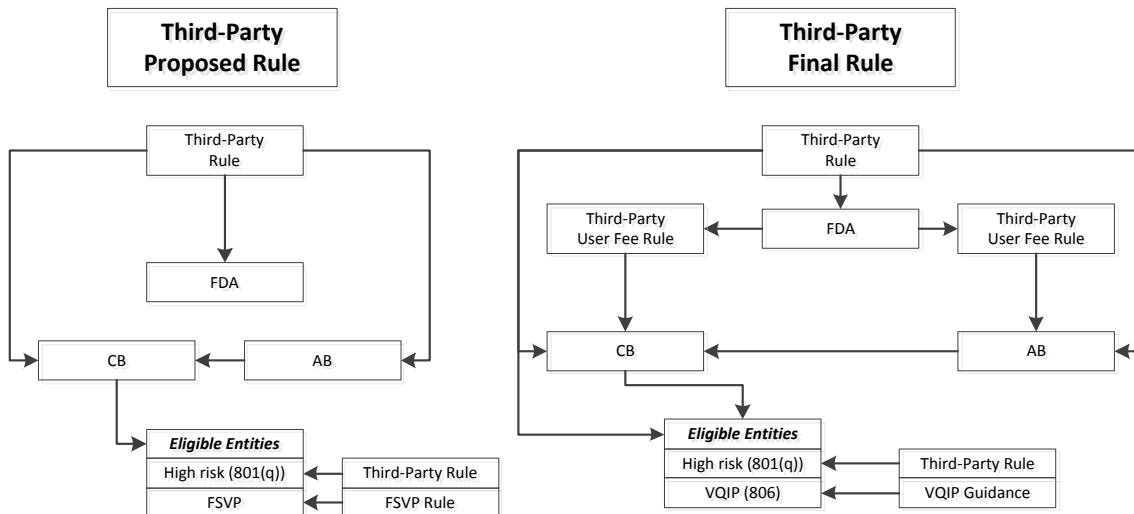 Third-Party
Proposed Rule
Third-Party
Rule
FDA
CB
AB
Eligible Entities
High risk (801(q))
Third-Party Rule
FSVP
FSVP Rule
Third-Party
Final Rule
Third-Party
Rule
Third-Party
User Fee Rule
FDA
Third-Party
User Fee Rule
CB
AB
Eligible Entities
High risk (801(q))
Third-Party Rule
VQIP (806)
VQIP Guidance